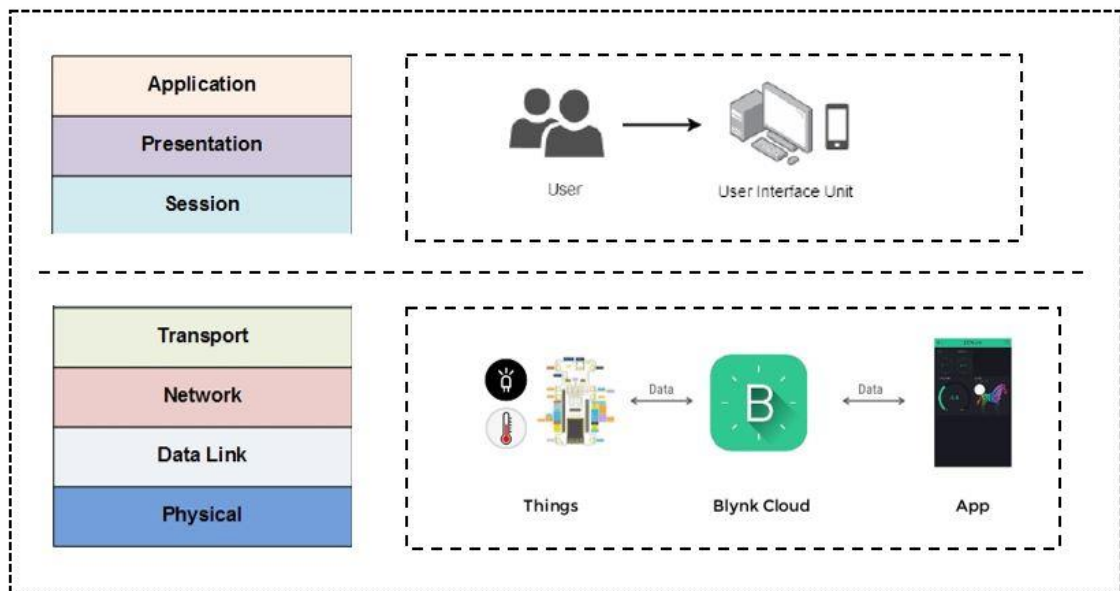 Application
Presentation
Session
User
User Interface Unit
Transport
Network
Data Link
Physical
Data
B
Data
Things
Blynk Cloud
App